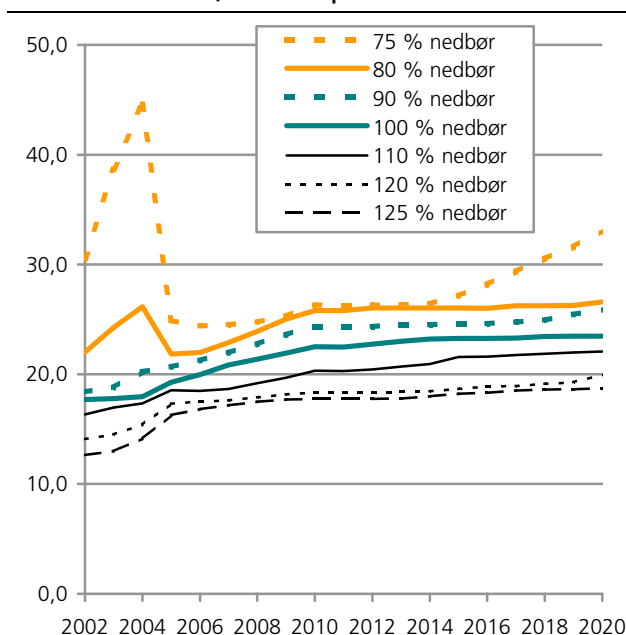 50,0
40,0
30,0
20,0
10,0
0,0
75 % nedbør
80 % nedbør
90 % nedbør
100 % nedbør
110 % nedbør
120 % nedbør
125 % nedbør
2002 2004 2006 2008 2010 2012 2014 2016 2018 2020